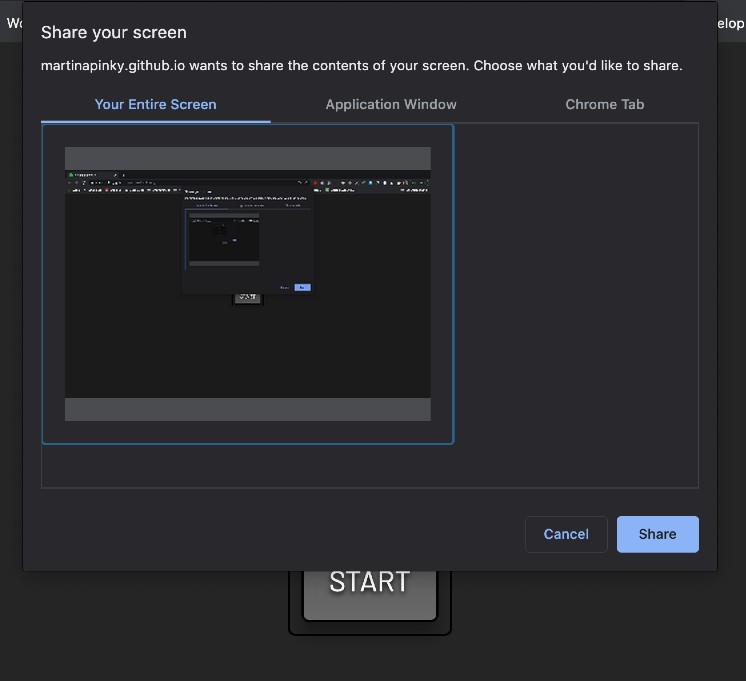 Wo
elop
Share your screen
martinapinky.github.io wants to share the contents of your screen. Choose what you'd like to share.
Your Entire Screen Application Window Chrome Tab
Cancel Share
START